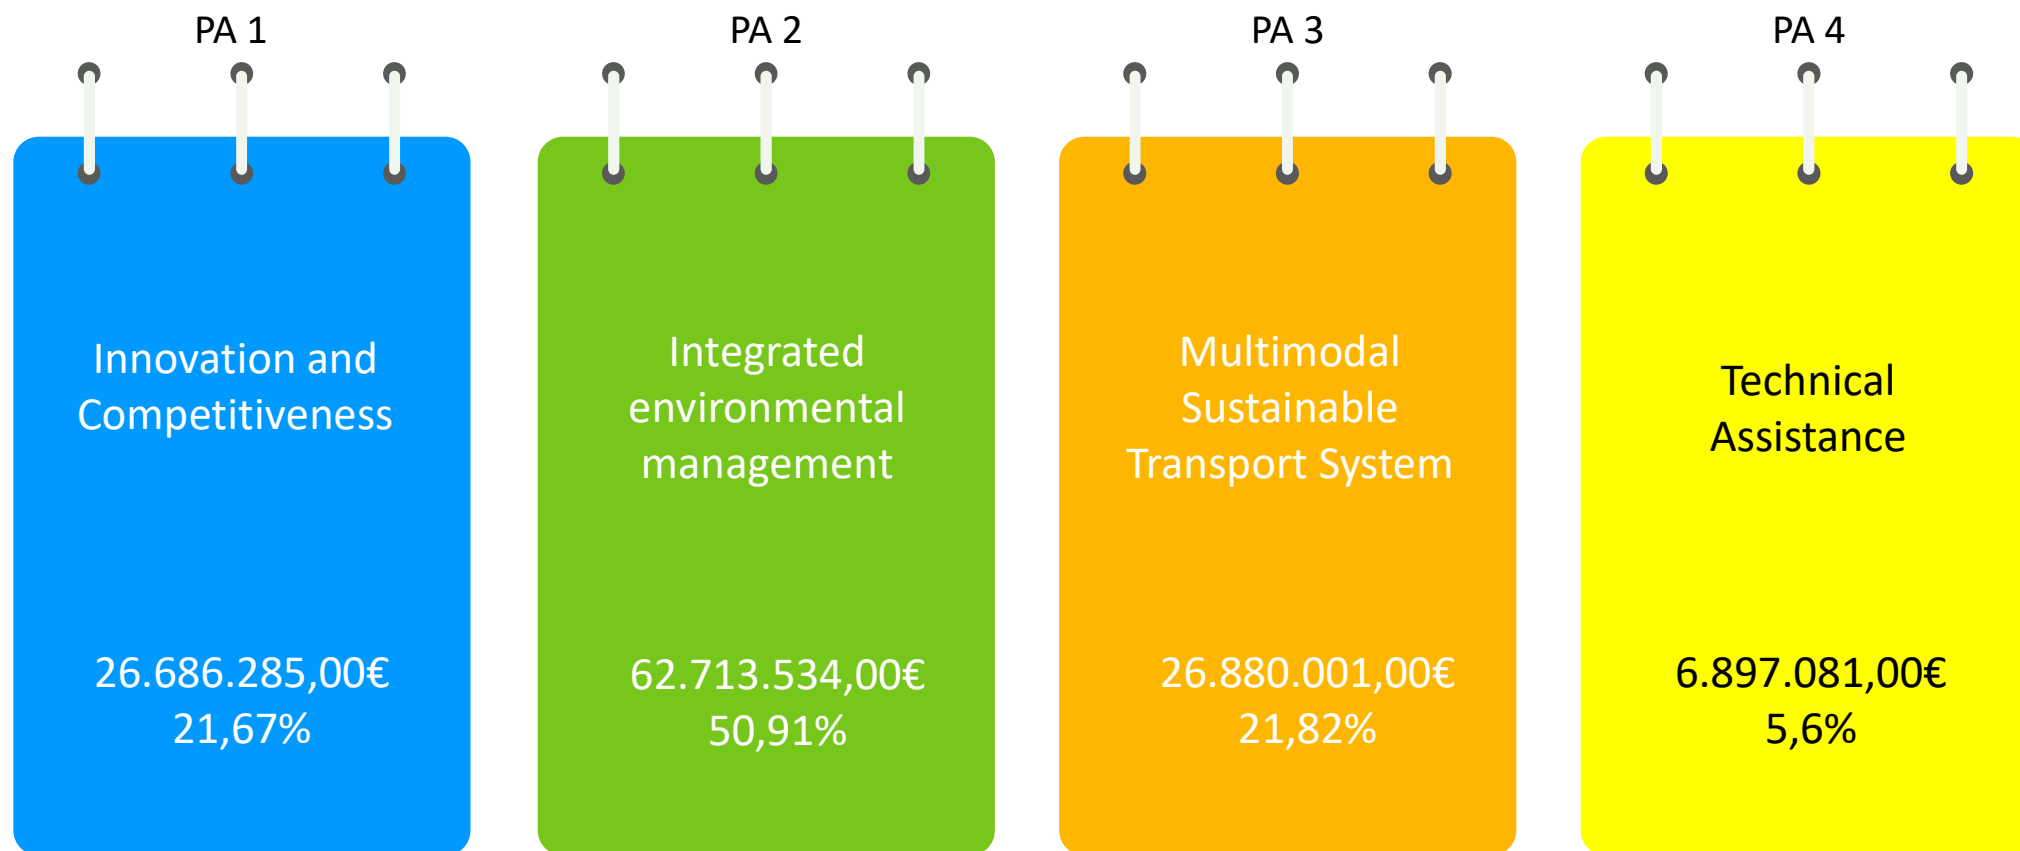 PA 1
Innovation and
Competitiveness
26.686.285,00€
21,67%
PA 2
Integrated
environmental
management
62.713.534,00€
50,91%
PA 3
Multimodal
Sustainable
Transport System
26.880.001,00€
21,82%
PA 4
Technical
Assistance
6.897.081,00€
5,6%